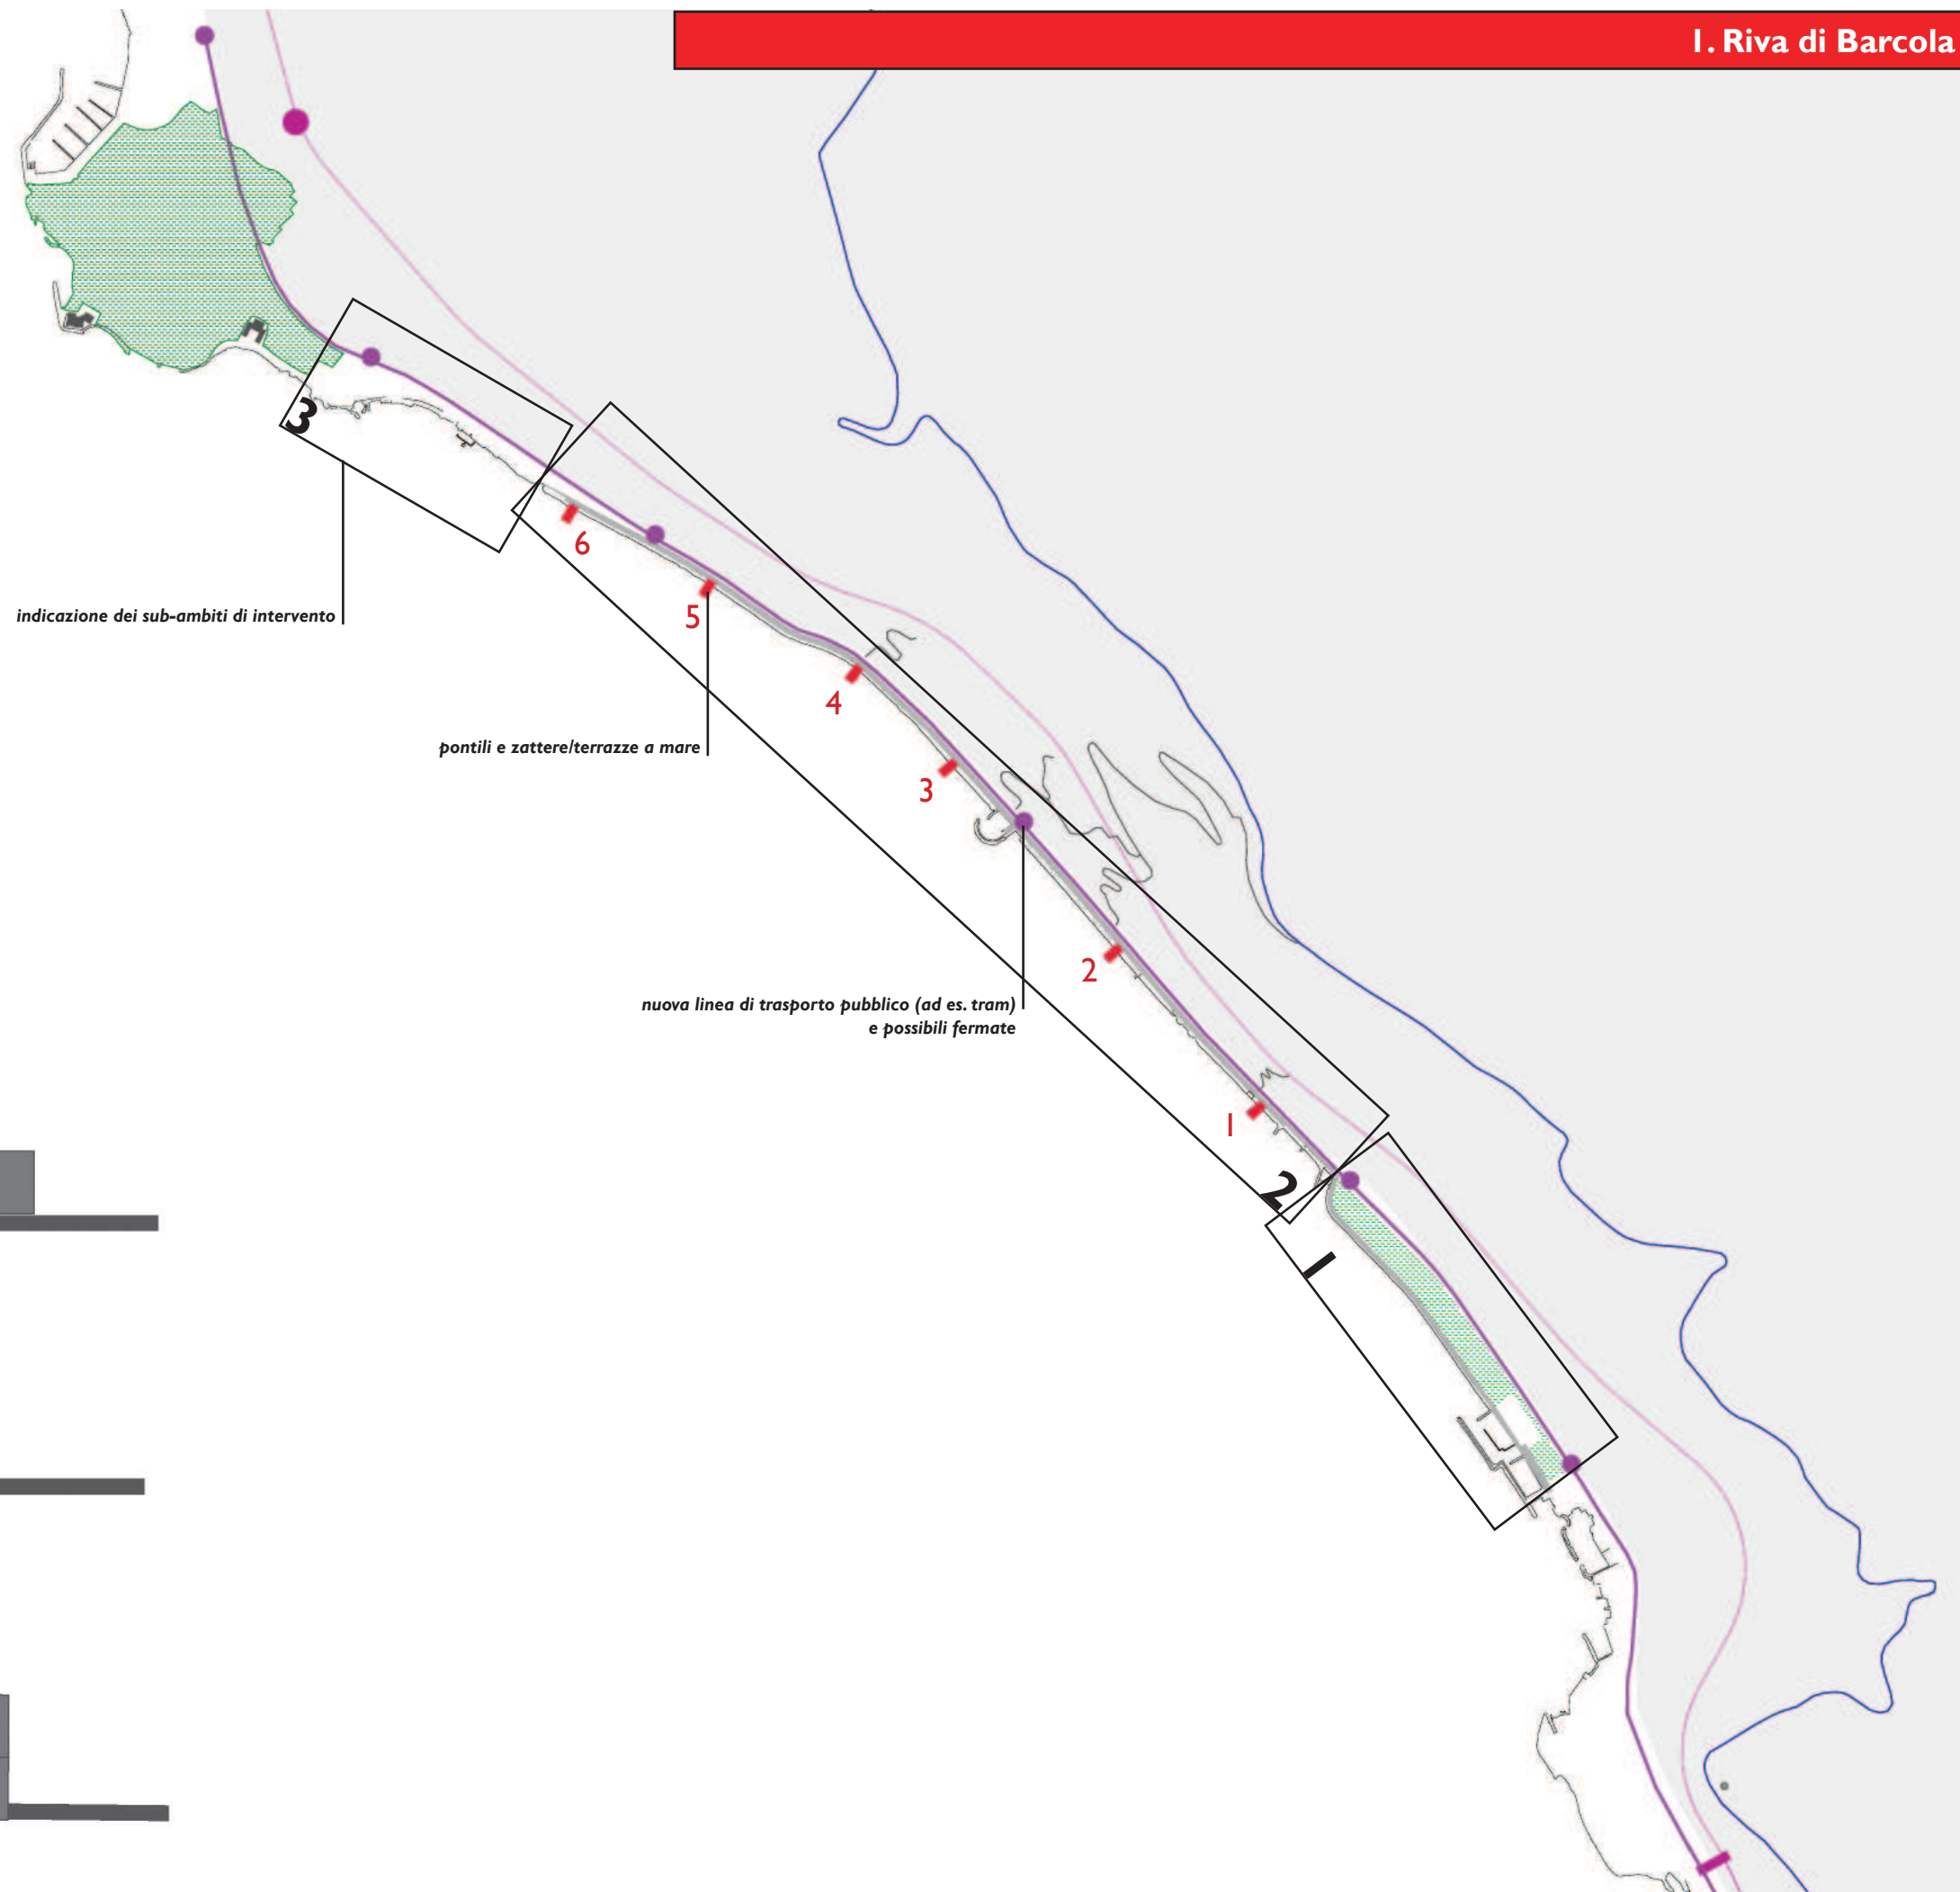 1. Riva di Barcola
3
6
indicazione dei sub-ambiti di intervento
5
4
pontili e zattere/terrazze a mare
3
2
nuova linea di trasporto pubblico (ad es. tram)
e possibili fermate
1
2
1